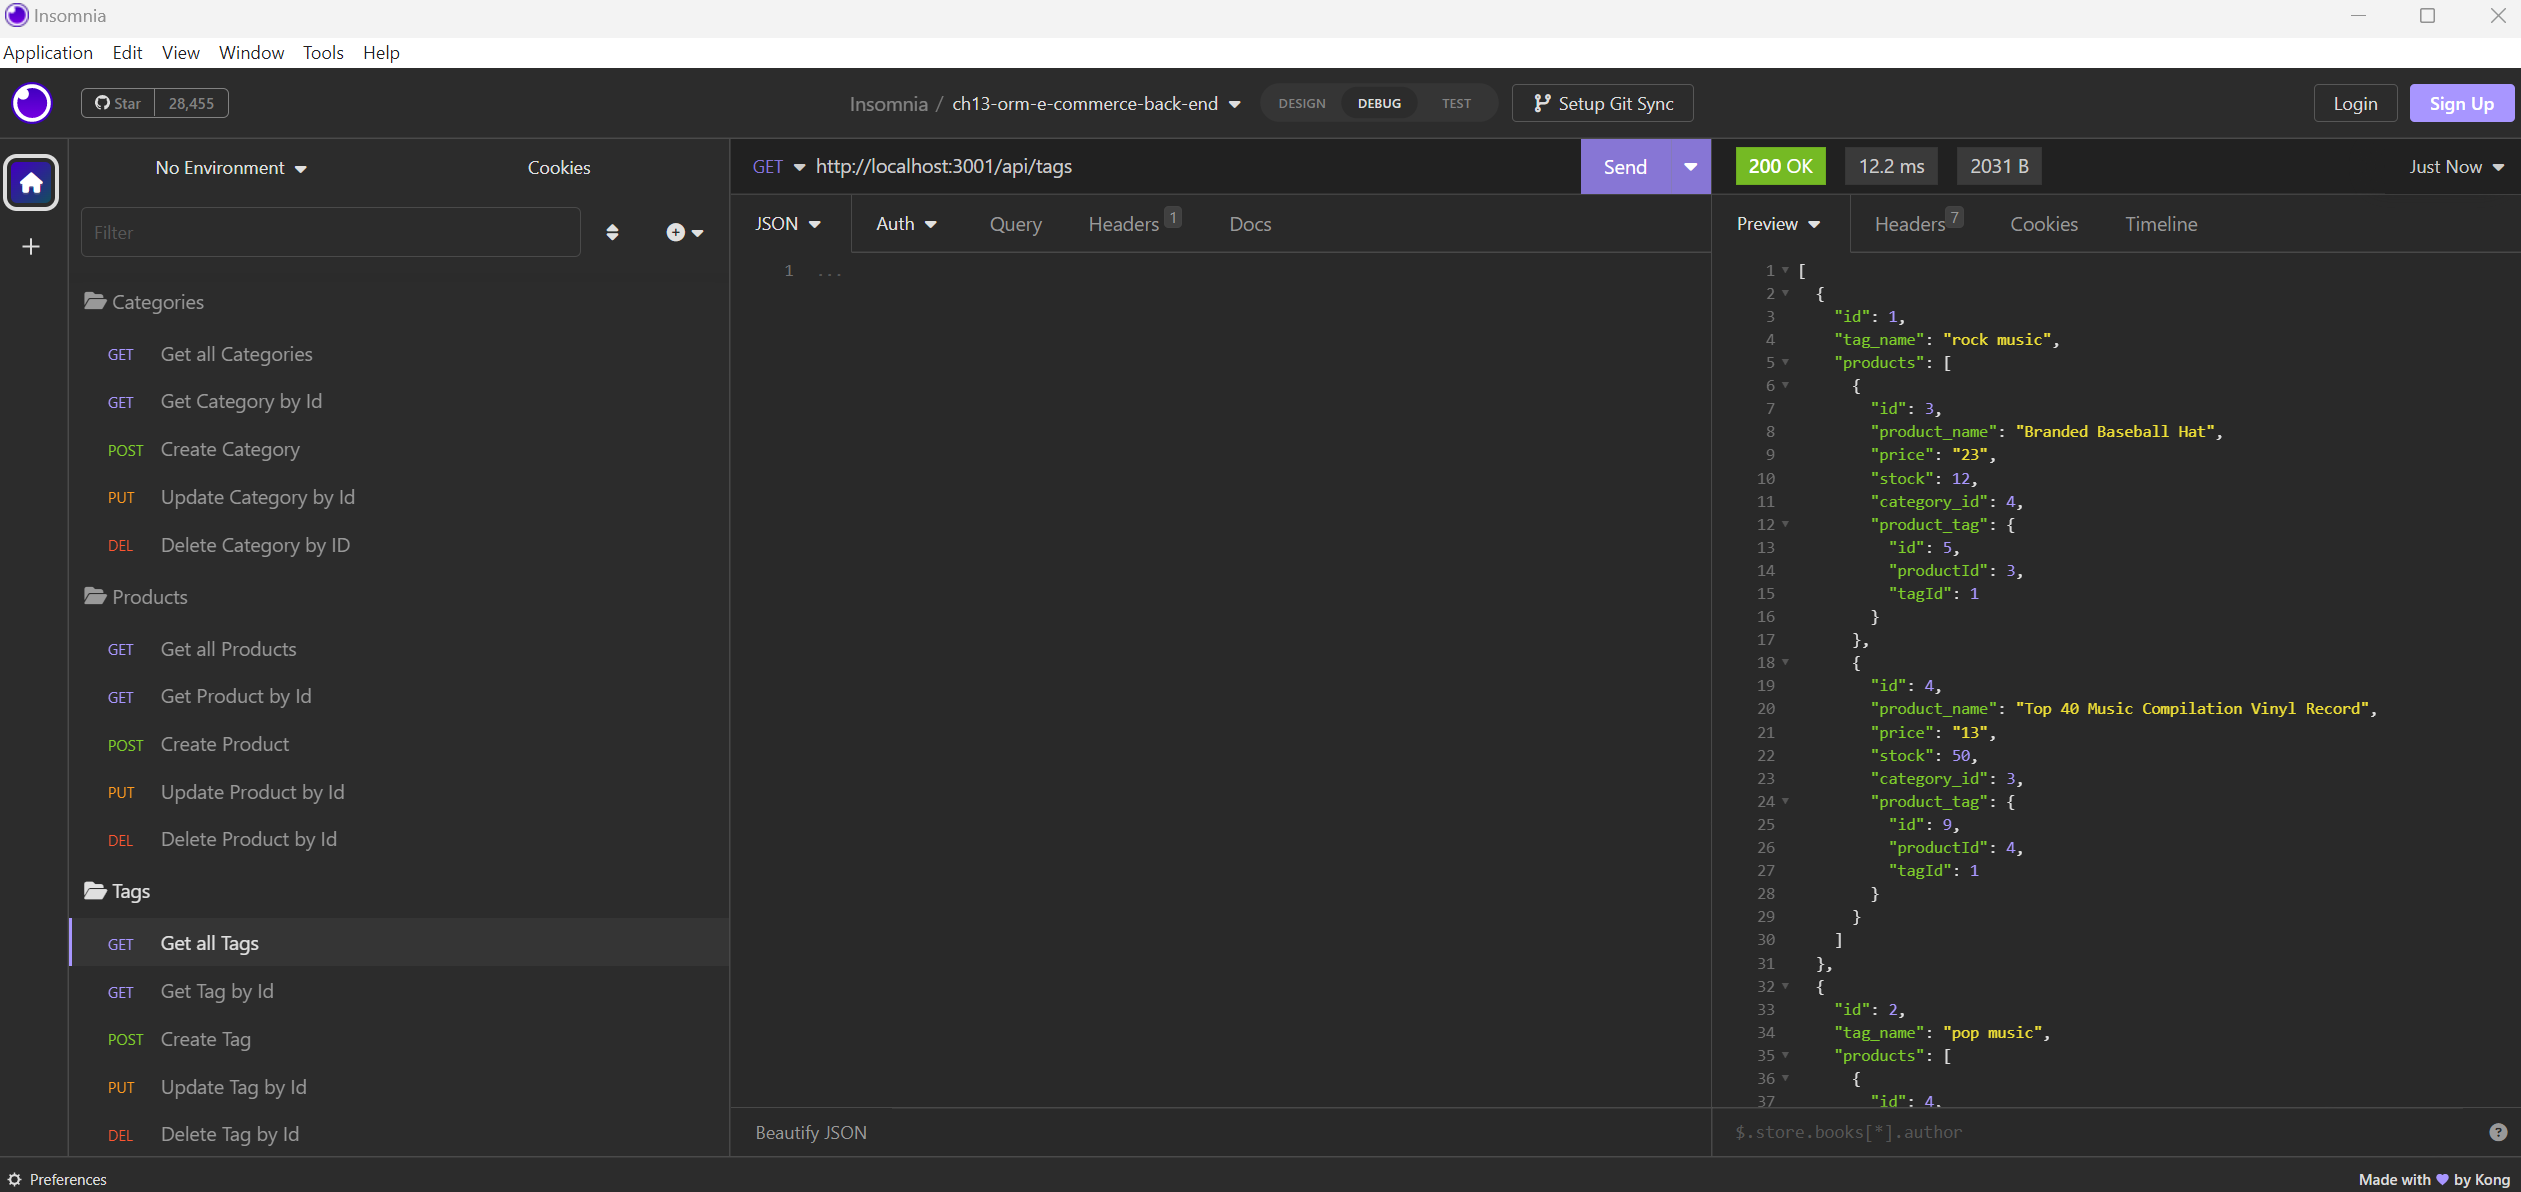 Insomnia
Application Edit View Window Tools Help
Star 28,455
Insomnia / ch13-orm-e-commerce-back-end
DESIGN DEBUG TEST
Setup Git Sync
Login
Sign Up
No Environment
Cookies
Filter
Categories
GET Get all Categories
GET Get Category by Id
POST Create Category
PUT Update Category by Id
DEL Delete Category by ID
Products
GET Get all Products
GET Get Product by Id
POST Create Product
PUT Update Product by Id
DEL Delete Product by Id
Tags
GET Get all Tags
GET Get Tag by Id
POST Create Tag
PUT Update Tag by Id
DEL Delete Tag by Id
GET http://localhost:3001/api/tags
Send
JSON Auth Query Headers 1 Docs
1 ...
Beautify JSON
200 OK 12.2 ms 2031 B
Just Now
Preview Headers 7 Cookies Timeline
1 [
2 {
3 "id": 1,
4 "tag_name": "rock music",
5 "products": [
6 {
7 "id": 3,
8 "product_name": "Branded Baseball Hat",
9 "price": "23",
10 "stock": 12,
11 "category_id": 4,
12 "product_tag": {
13 "id": 5,
14 "productId": 3,
15 "tagId": 1
16 }
17 },
18 {
19 "id": 4,
20 "product_name": "Top 40 Music Compilation Vinyl Record",
21 "price": "13",
22 "stock": 50,
23 "category_id": 3,
24 "product_tag": {
25 "id": 9,
26 "productId": 4,
27 "tagId": 1
28 }
29 }
30 ]
31 },
32 {
33 "id": 2,
34 "tag_name": "pop music",
35 "products": [
36 {
37 "id": 4,
$.store.books[*].author
?
Preferences
Made with 💜 by Kong